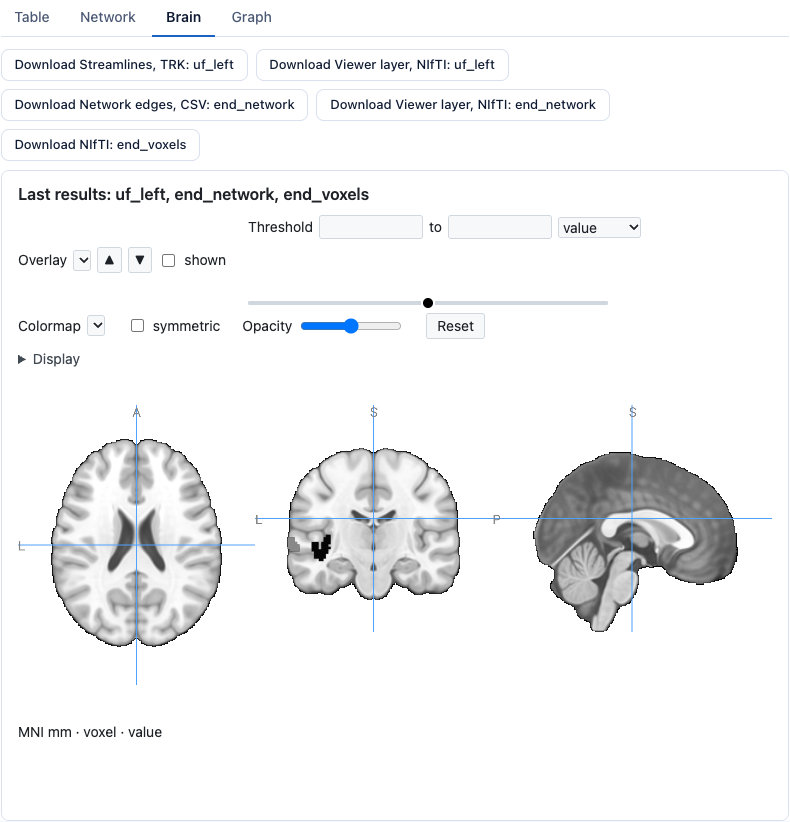 Table Network Brain Graph
Download Streamlines, TRK: uf_left Download Viewer layer, NIfTI: uf_left
Download Network edges, CSV: end_network Download Viewer layer, NIfTI: end_network
Download NIfTI: end_voxels
Last results: uf_left, end_network, end_voxels
Threshold to value
Overlay ▲ ▼ shown
Colormap symmetric Opacity Reset
▶ Display
A S S
L L P
MNI mm · voxel · value